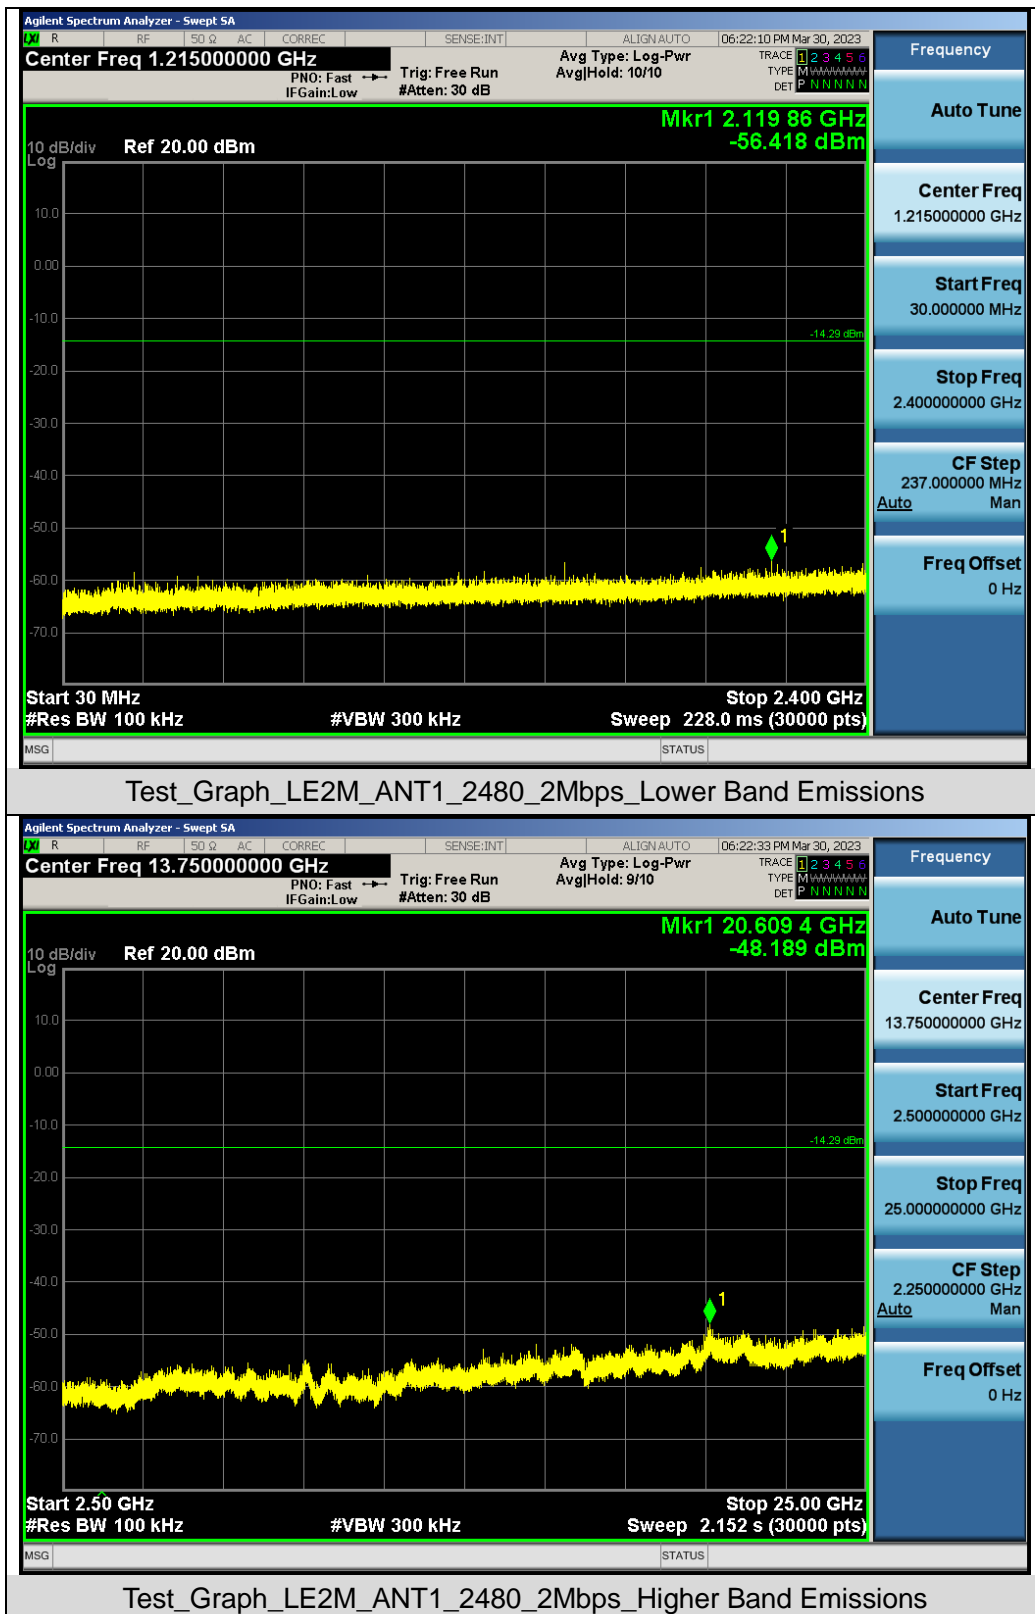 Agilent Spectrum Analyzer - Swept SA
LXI R RF 50 Ω AC CORREC SENSE:INT ALIGN AUTO 06:22:10 PM Mar 30, 2023
Center Freq 1.215000000 GHz
PNO: Fast
IFGain:Low
Trig: Free Run
#Atten: 30 dB
Avg Type: Log-Pwr
Avg|Hold: 10/10
TRACE 1 2 3 4 5 6
TYPE M
DET P N N N N N
Mkr1 2.119 86 GHz
-56.418 dBm
10 dB/div Ref 20.00 dBm
Log
10.0
0.00
-10.0
-14.29 dBm
-20.0
-30.0
-40.0
-50.0
1
-60.0
-70.0
Start 30 MHz Stop 2.400 GHz
#Res BW 100 kHz #VBW 300 kHz Sweep 228.0 ms (30000 pts)
MSG STATUS
Frequency
Auto Tune
Center Freq
1.215000000 GHz
Start Freq
30.000000 MHz
Stop Freq
2.400000000 GHz
CF Step
237.000000 MHz
Auto Man
Freq Offset
0 Hz
Test_Graph_LE2M_ANT1_2480_2Mbps_Lower Band Emissions
Agilent Spectrum Analyzer - Swept SA
LXI R RF 50 Ω AC CORREC SENSE:INT ALIGN AUTO 06:22:33 PM Mar 30, 2023
Center Freq 13.750000000 GHz
PNO: Fast
IFGain:Low
Trig: Free Run
#Atten: 30 dB
Avg Type: Log-Pwr
Avg|Hold: 9/10
TRACE 1 2 3 4 5 6
TYPE M
DET P N N N N N
Mkr1 20.609 4 GHz
-48.189 dBm
10 dB/div Ref 20.00 dBm
Log
10.0
0.00
-10.0
-14.29 dBm
-20.0
-30.0
-40.0
1
-50.0
-60.0
-70.0
Start 2.50 GHz Stop 25.00 GHz
#Res BW 100 kHz #VBW 300 kHz Sweep 2.152 s (30000 pts)
MSG STATUS
Frequency
Auto Tune
Center Freq
13.750000000 GHz
Start Freq
2.500000000 GHz
Stop Freq
25.000000000 GHz
CF Step
2.250000000 GHz
Auto Man
Freq Offset
0 Hz
Test_Graph_LE2M_ANT1_2480_2Mbps_Higher Band Emissions